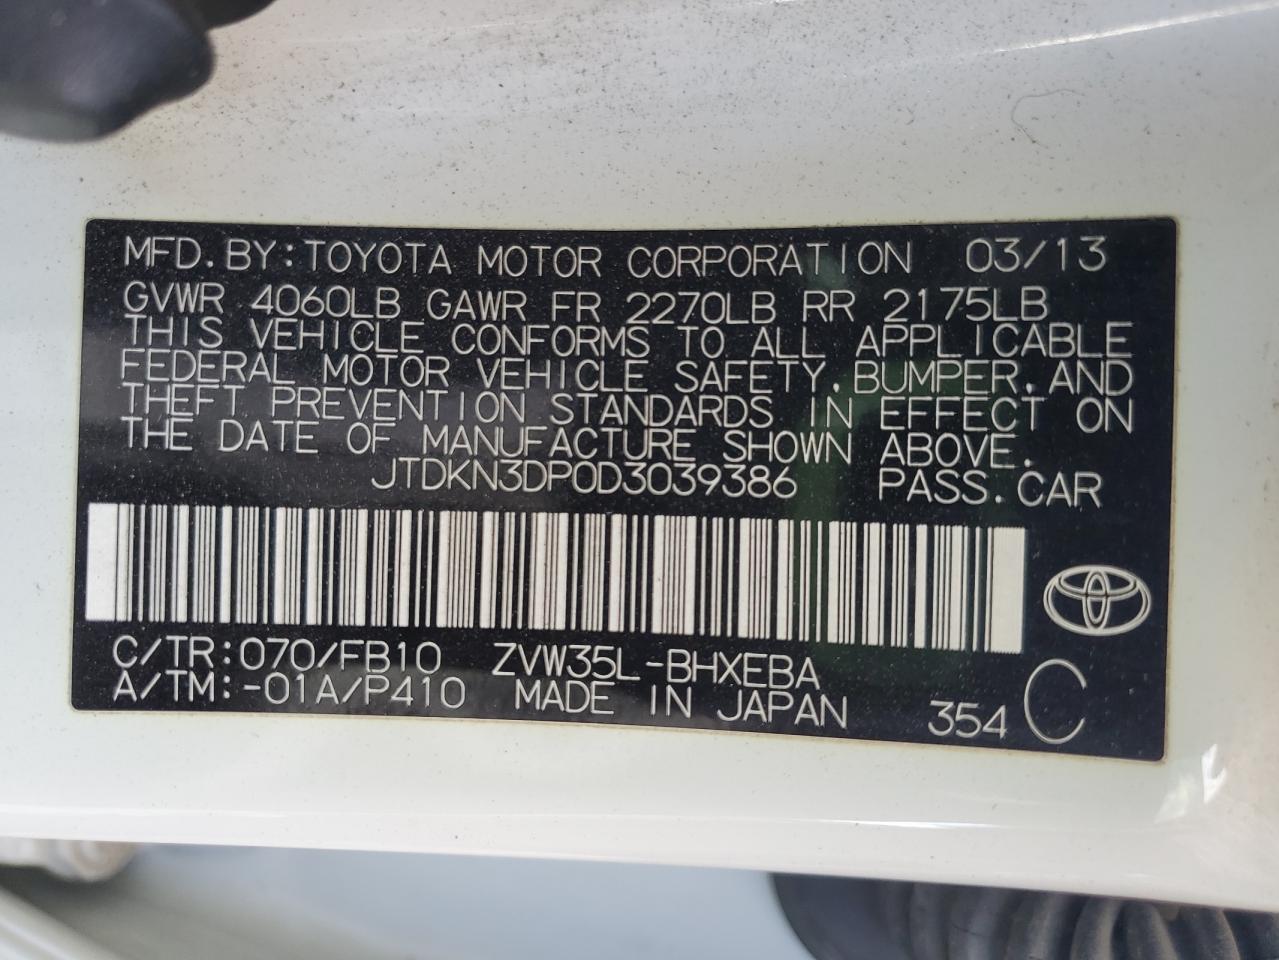 MFD.BY:TOYOTA MOTOR CORPORATION 03/13
GVWR 4060LB GAWR FR 2270LB RR 2175LB
THIS VEHICLE CONFORMS TO ALL APPLICABLE
FEDERAL MOTOR VEHICLE SAFETY,BUMPER,AND
THEFT PREVENTION STANDARDS IN EFFECT ON
THE DATE OF MANUFACTURE SHOWN ABOVE.
JTDKN3DP0D3039386 PASS.CAR
C/TR:070/FB10 ZVW35L-BHXEBA
A/TM:-01A/P410 MADE IN JAPAN 354 C